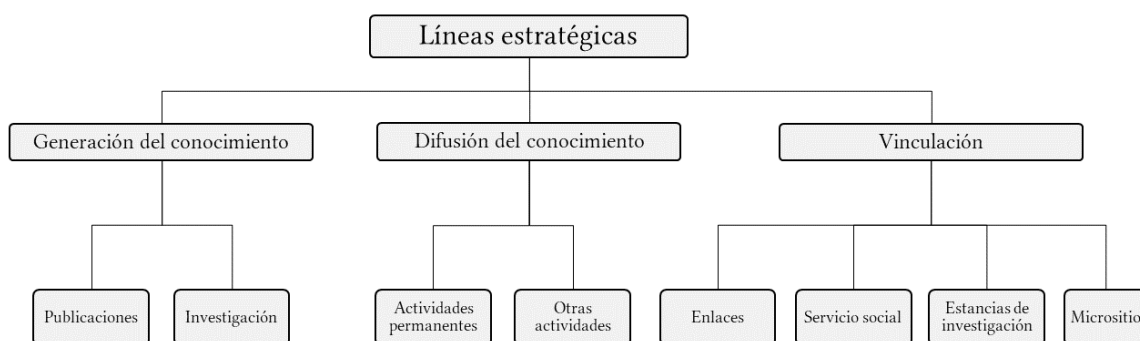 Líneas estratégicas
Generación del conocimiento
Difusión del conocimiento
Vinculación
Publicaciones
Investigación
Actividades
permanentes
Otras
actividades
Enlaces
Servicio social
Estancias de
investigación
Micrositio